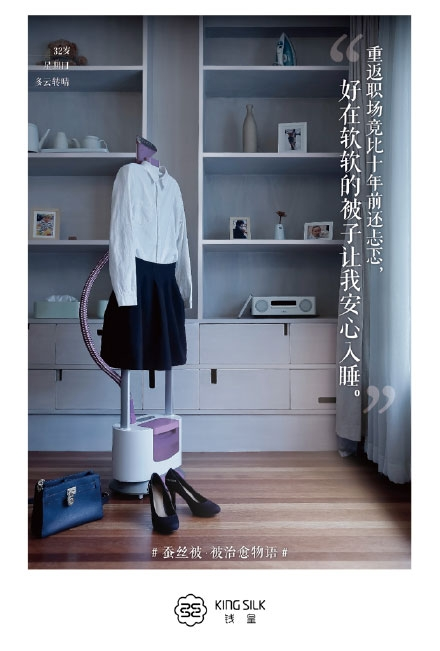 32岁
星期日
多云转晴
重返职场竟比十年前还忐忑，
好在软软的被子让我安心入睡。
# 蚕丝被 被治愈物语 #
KING SILK
钱皇